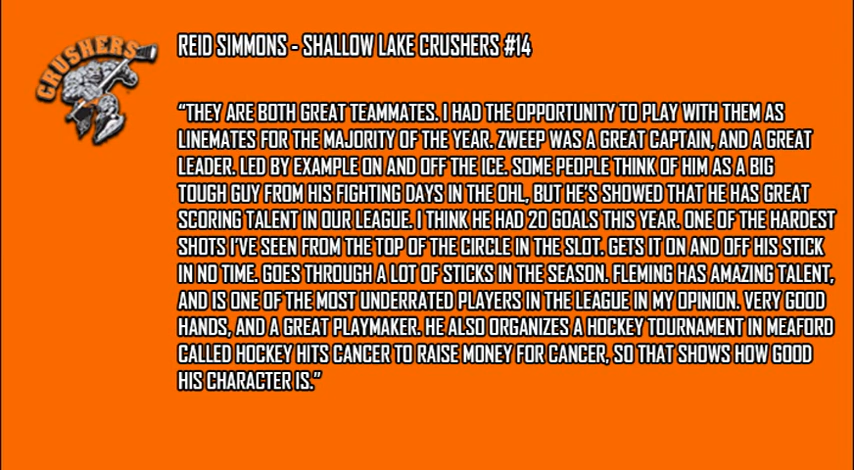 CRUSHERS
REID SIMMONS - SHALLOW LAKE CRUSHERS #14
“THEY ARE BOTH GREAT TEAMMATES. I HAD THE OPPORTUNITY TO PLAY WITH THEM AS
LINEMATES FOR THE MAJORITY OF THE YEAR. ZWEEP WAS A GREAT CAPTAIN, AND A GREAT
LEADER. LED BY EXAMPLE ON AND OFF THE ICE. SOME PEOPLE THINK OF HIM AS A BIG
TOUGH GUY FROM HIS FIGHTING DAYS IN THE OHL, BUT HE’S SHOWED THAT HE HAS GREAT
SCORING TALENT IN OUR LEAGUE. I THINK HE HAD 20 GOALS THIS YEAR. ONE OF THE HARDEST
SHOTS I’VE SEEN FROM THE TOP OF THE CIRCLE IN THE SLOT. GETS IT ON AND OFF HIS STICK
IN NO TIME. GOES THROUGH A LOT OF STICKS IN THE SEASON. FLEMING HAS AMAZING TALENT,
AND IS ONE OF THE MOST UNDERRATED PLAYERS IN THE LEAGUE IN MY OPINION. VERY GOOD
HANDS, AND A GREAT PLAYMAKER. HE ALSO ORGANIZES A HOCKEY TOURNAMENT IN MEAFORD
CALLED HOCKEY HITS CANCER TO RAISE MONEY FOR CANCER, SO THAT SHOWS HOW GOOD
HIS CHARACTER IS.”